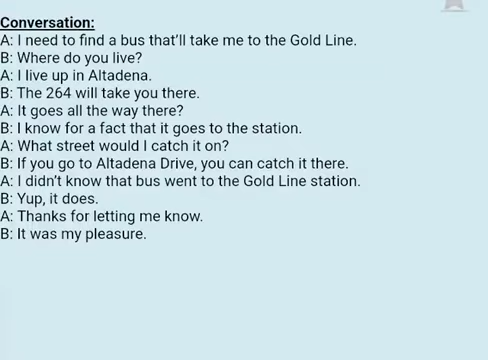 Conversation:
A: I need to find a bus that'll take me to the Gold Line.
B: Where do you live?
A: I live up in Altadena.
B: The 264 will take you there.
A: It goes all the way there?
B: I know for a fact that it goes to the station.
A: What street would I catch it on?
B: If you go to Altadena Drive, you can catch it there.
A: I didn't know that bus went to the Gold Line station.
B: Yup, it does.
A: Thanks for letting me know.
B: It was my pleasure.